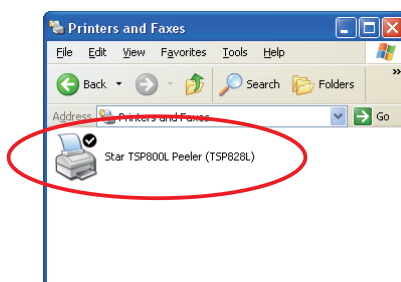 Printers and Faxes
File Edit View Favorites Tools Help
Back Search Folders »
Address Printers and Faxes Go
Star TSP800L Peeler (TSP828L)